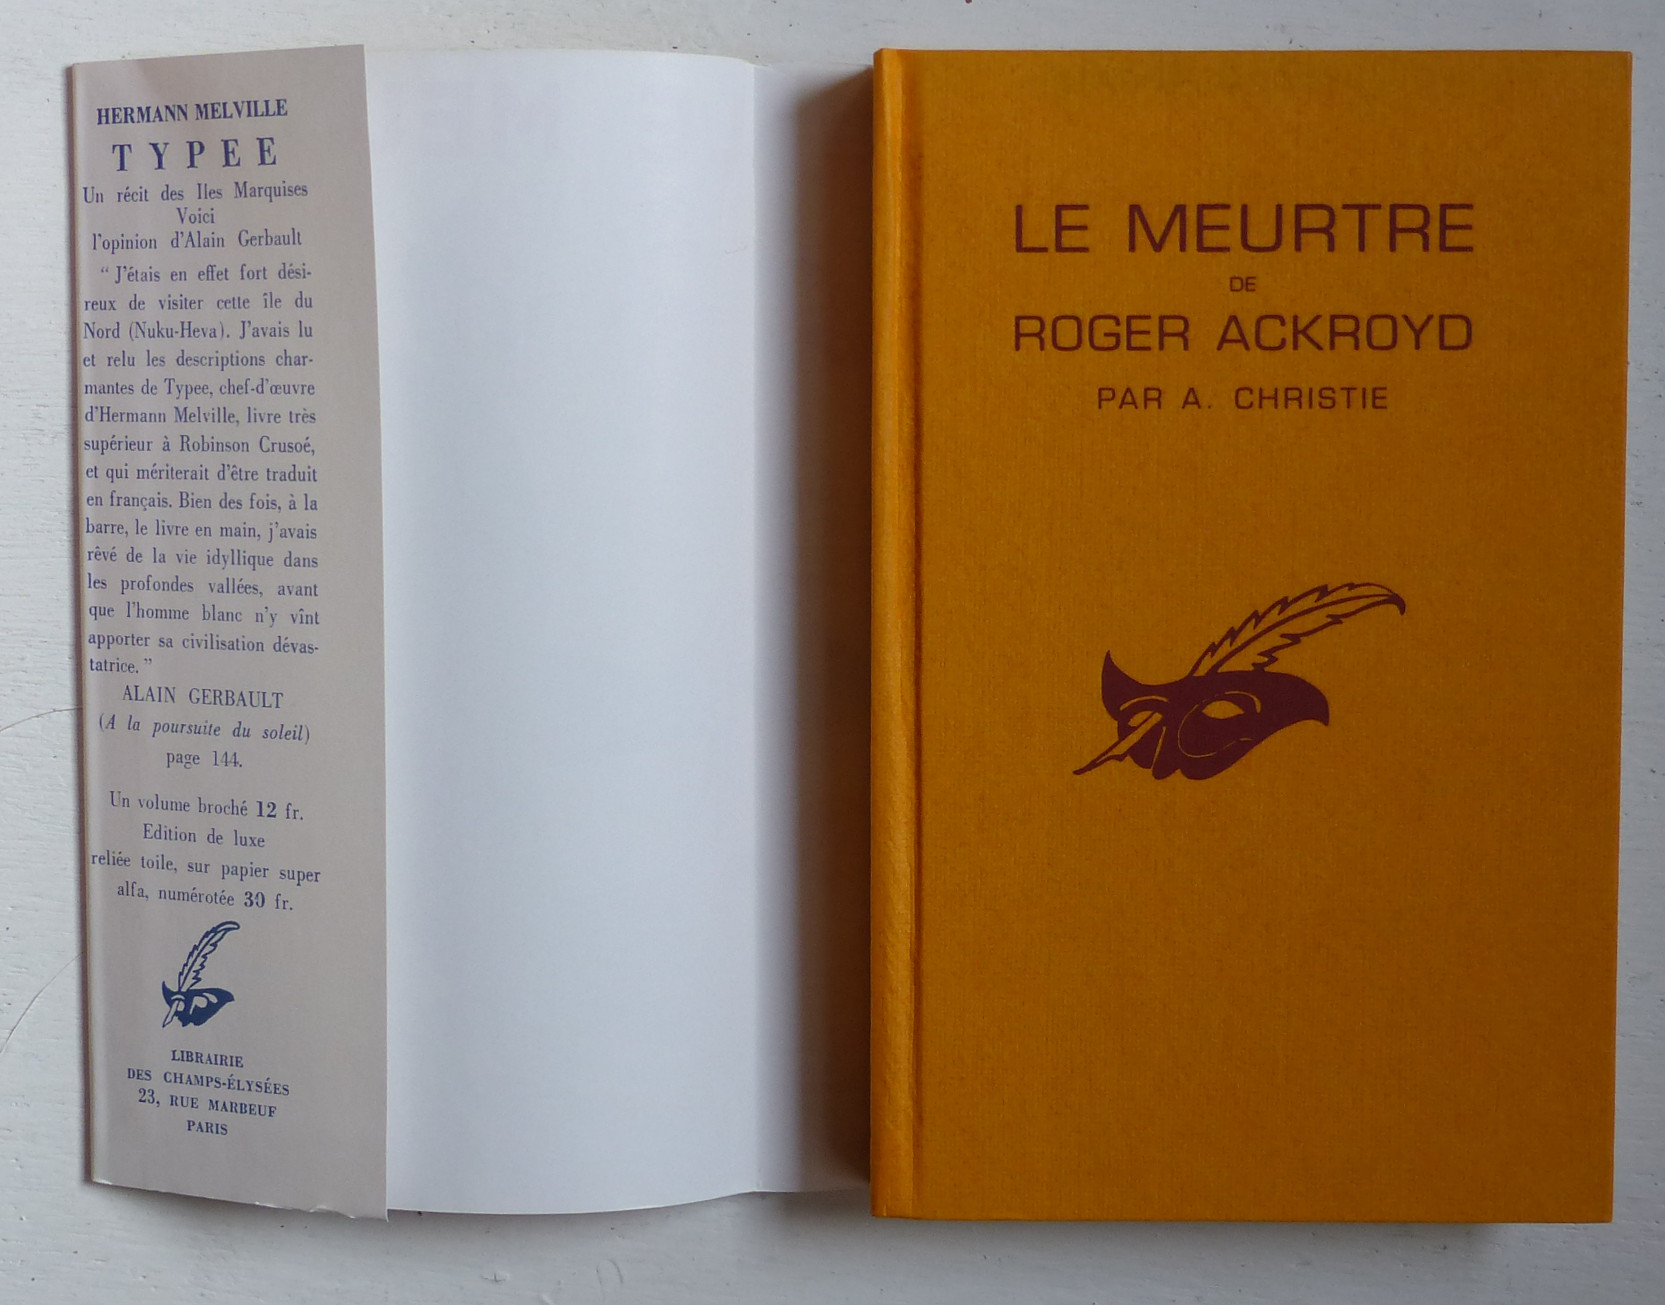 HERMANN MELVILLE
TYPEE
Un récit des Iles Marquises
Voici
l'opinion d'Alain Gerbault
“ J'étais en effet fort dési-
reux de visiter cette île du
Nord (Nuku-Heva). J'avais lu
et relu les descriptions char-
mantes de Typee, chef-d'œuvre
d'Hermann Melville, livre très
supérieur à Robinson Crusoé,
et qui mériterait d'être traduit
en français. Bien des fois, à la
barre, le livre en main, j'avais
rêvé de la vie idyllique dans
les profondes vallées, avant
que l'homme blanc n'y vînt
apporter sa civilisation dévas-
tatrice. ”
ALAIN GERBAULT
(A la poursuite du soleil)
page 144.
Un volume broché 12 fr.
Edition de luxe
reliée toile, sur papier super
alfa, numérotée 30 fr.
LIBRAIRIE
DES CHAMPS-ÉLYSÉES
23, RUE MARBEUF
PARIS
LE MEURTRE
DE
ROGER ACKROYD
PAR A. CHRISTIE